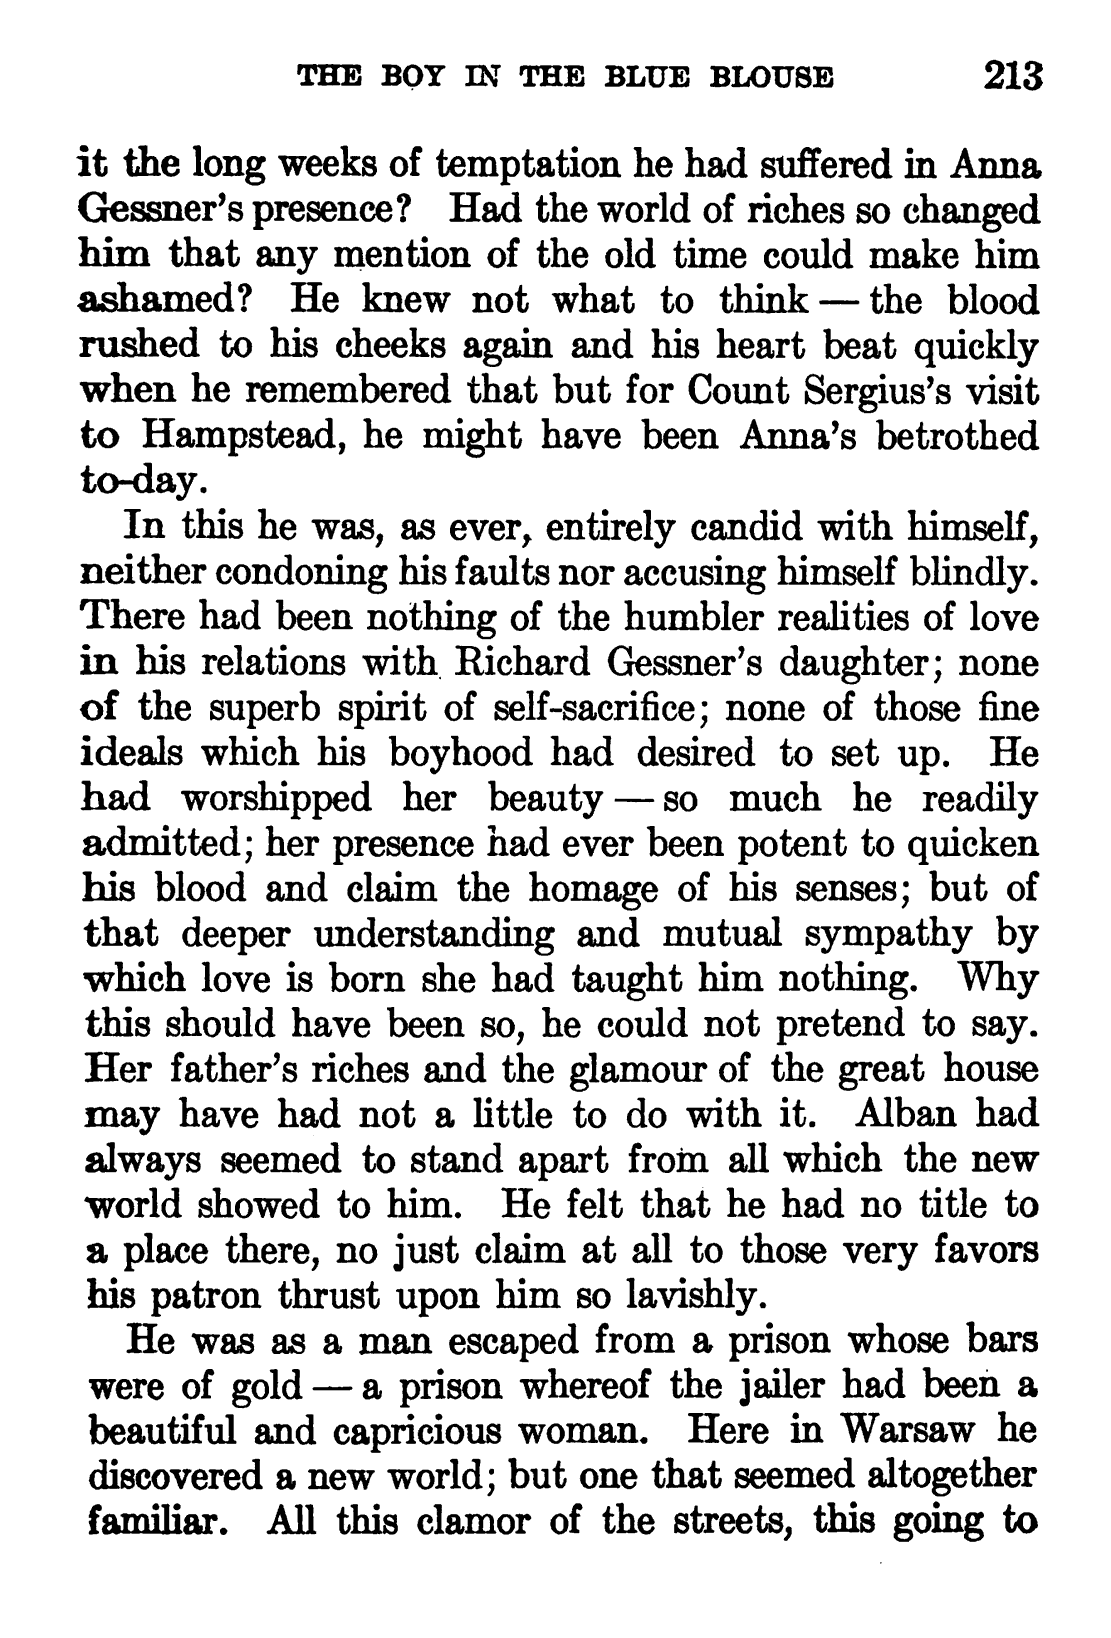 THE BOY IN THE BLUE BLOUSE 213
it the long weeks of temptation he had suffered in Anna
Gessner's presence? Had the world of riches so changed
him that any mention of the old time could make him
ashamed? He knew not what to think — the blood
rushed to his cheeks again and his heart beat quickly
when he remembered that but for Count Sergius's visit
to Hampstead, he might have been Anna's betrothed
to-day.
In this he was, as ever, entirely candid with himself,
neither condoning his faults nor accusing himself blindly.
There had been nothing of the humbler realities of love
in his relations with Richard Gessner's daughter; none
of the superb spirit of self-sacrifice; none of those fine
ideals which his boyhood had desired to set up. He
had worshipped her beauty — so much he readily
admitted; her presence had ever been potent to quicken
his blood and claim the homage of his senses; but of
that deeper understanding and mutual sympathy by
which love is born she had taught him nothing. Why
this should have been so, he could not pretend to say.
Her father's riches and the glamour of the great house
may have had not a little to do with it. Alban had
always seemed to stand apart from all which the new
world showed to him. He felt that he had no title to
a place there, no just claim at all to those very favors
his patron thrust upon him so lavishly.
He was as a man escaped from a prison whose bars
were of gold — a prison whereof the jailer had been a
beautiful and capricious woman. Here in Warsaw he
discovered a new world; but one that seemed altogether
familiar. All this clamor of the streets, this going to